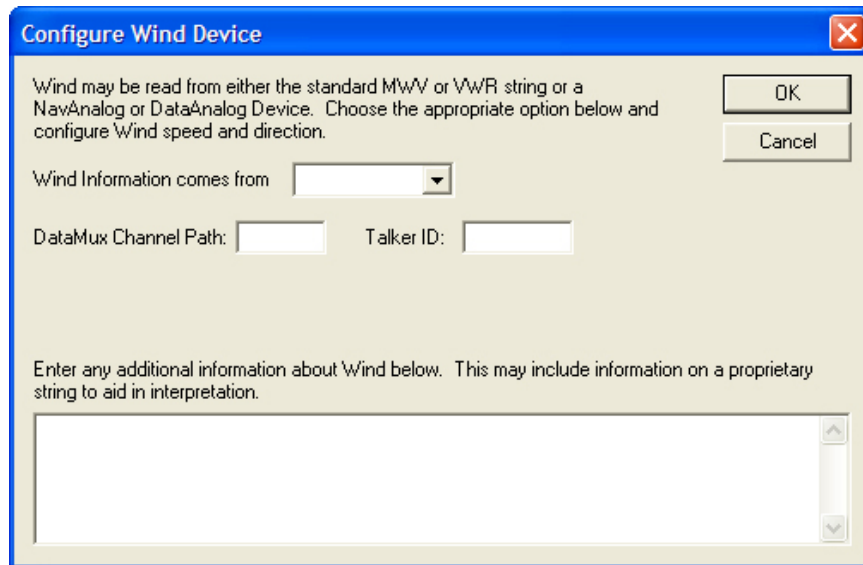 Configure Wind Device
Wind may be read from either the standard MWV or VWR string or a
NavAnalog or DataAnalog Device.  Choose the appropriate option below and
configure Wind speed and direction.
OK
Cancel
Wind Information comes from
DataMux Channel Path:
Talker ID:
Enter any additional information about Wind below.  This may include information on a proprietary
string to aid in interpretation.